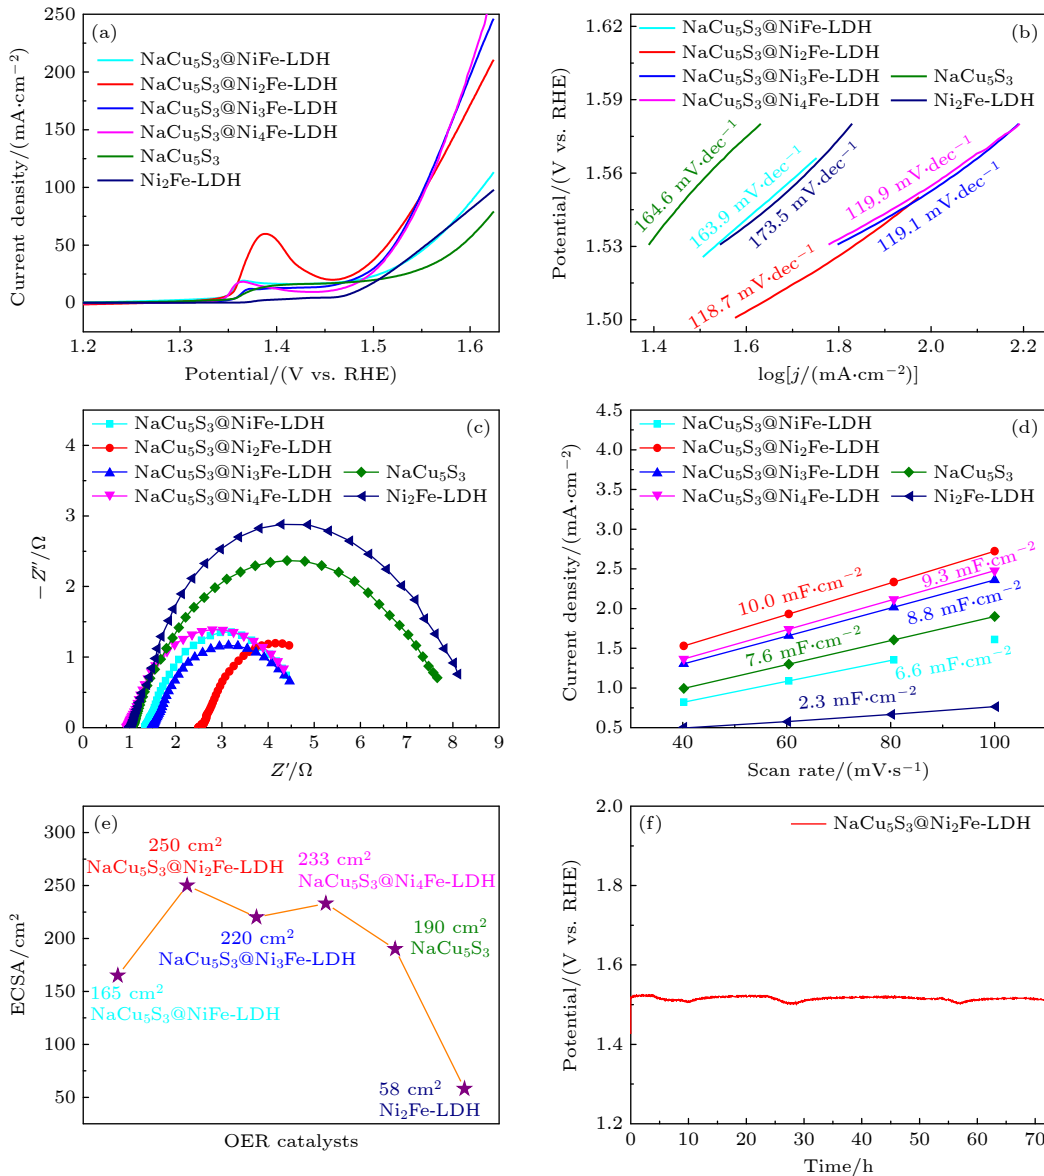 (a)
NaCu₅S₃@NiFe-LDH
NaCu₅S₃@Ni₂Fe-LDH
NaCu₅S₃@Ni₃Fe-LDH
NaCu₅S₃@Ni₄Fe-LDH
NaCu₅S₃
Ni₂Fe-LDH
250
200
150
100
50
0
1.2
1.3
1.4
1.5
1.6
Current density/(mA·cm⁻²)
Potential/(V vs. RHE)
(b)
NaCu₅S₃@NiFe-LDH
NaCu₅S₃@Ni₂Fe-LDH
NaCu₅S₃@Ni₃Fe-LDH
NaCu₅S₃
NaCu₅S₃@Ni₄Fe-LDH
Ni₂Fe-LDH
164.6 mV·dec⁻¹
163.9 mV·dec⁻¹
173.5 mV·dec⁻¹
119.9 mV·dec⁻¹
119.1 mV·dec⁻¹
118.7 mV·dec⁻¹
1.62
1.59
1.56
1.53
1.50
1.4
1.6
1.8
2.0
2.2
Potential/(V vs. RHE)
log[j/(mA·cm⁻²)]
(c)
NaCu₅S₃@NiFe-LDH
NaCu₅S₃@Ni₂Fe-LDH
NaCu₅S₃@Ni₃Fe-LDH
NaCu₅S₃
NaCu₅S₃@Ni₄Fe-LDH
Ni₂Fe-LDH
4
3
2
1
0
0
1
2
3
4
5
6
7
8
9
−Z″/Ω
Z′/Ω
(d)
NaCu₅S₃@NiFe-LDH
NaCu₅S₃@Ni₂Fe-LDH
NaCu₅S₃@Ni₃Fe-LDH
NaCu₅S₃
NaCu₅S₃@Ni₄Fe-LDH
Ni₂Fe-LDH
10.0 mF·cm⁻²
9.3 mF·cm⁻²
8.8 mF·cm⁻²
7.6 mF·cm⁻²
6.6 mF·cm⁻²
2.3 mF·cm⁻²
4.5
4.0
3.5
3.0
2.5
2.0
1.5
1.0
0.5
40
60
80
100
Current density/(mA·cm⁻²)
Scan rate/(mV·s⁻¹)
(e)
250 cm²
NaCu₅S₃@Ni₂Fe-LDH
233 cm²
NaCu₅S₃@Ni₄Fe-LDH
220 cm²
NaCu₅S₃@Ni₃Fe-LDH
190 cm²
NaCu₅S₃
165 cm²
NaCu₅S₃@NiFe-LDH
58 cm²
Ni₂Fe-LDH
300
250
200
150
100
50
ECSA/cm²
OER catalysts
(f)
NaCu₅S₃@Ni₂Fe-LDH
2.0
1.8
1.6
1.4
1.2
0
10
20
30
40
50
60
70
Potential/(V vs. RHE)
Time/h